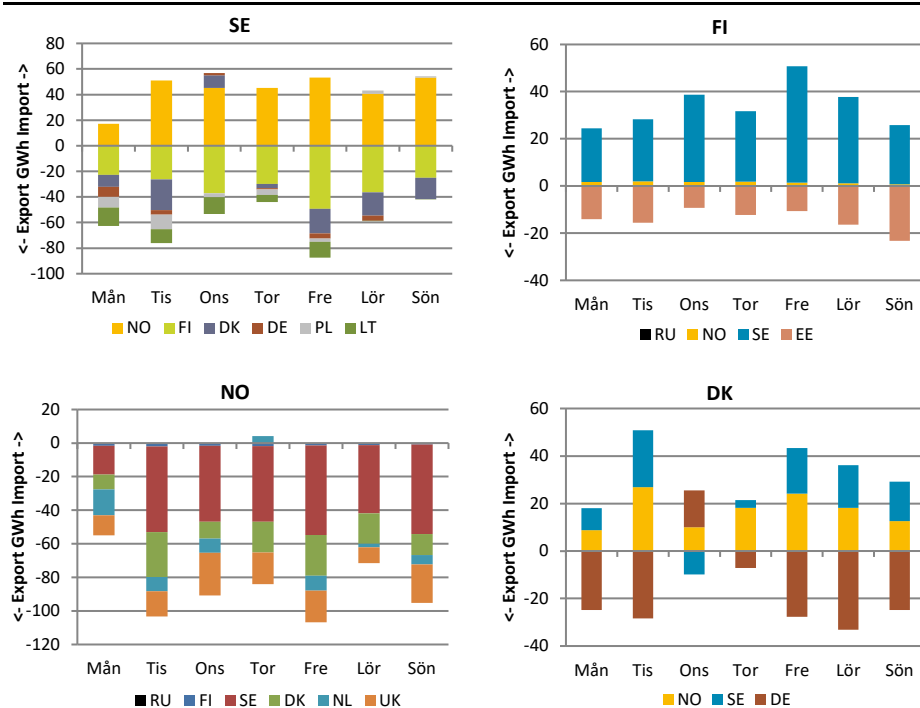 SE
<- Export GWh Import ->
80
60
40
20
0
-20
-40
-60
-80
-100
Mån Tis Ons Tor Fre Lör Sön
NO FI DK DE PL LT
FI
<- Export GWh Import ->
60
40
20
0
-20
-40
Mån Tis Ons Tor Fre Lör Sön
RU NO SE EE
NO
<- Export GWh Import ->
20
0
-20
-40
-60
-80
-100
-120
Mån Tis Ons Tor Fre Lör Sön
RU FI SE DK NL UK
DK
<- Export GWh Import ->
60
40
20
0
-20
-40
Mån Tis Ons Tor Fre Lör Sön
NO SE DE